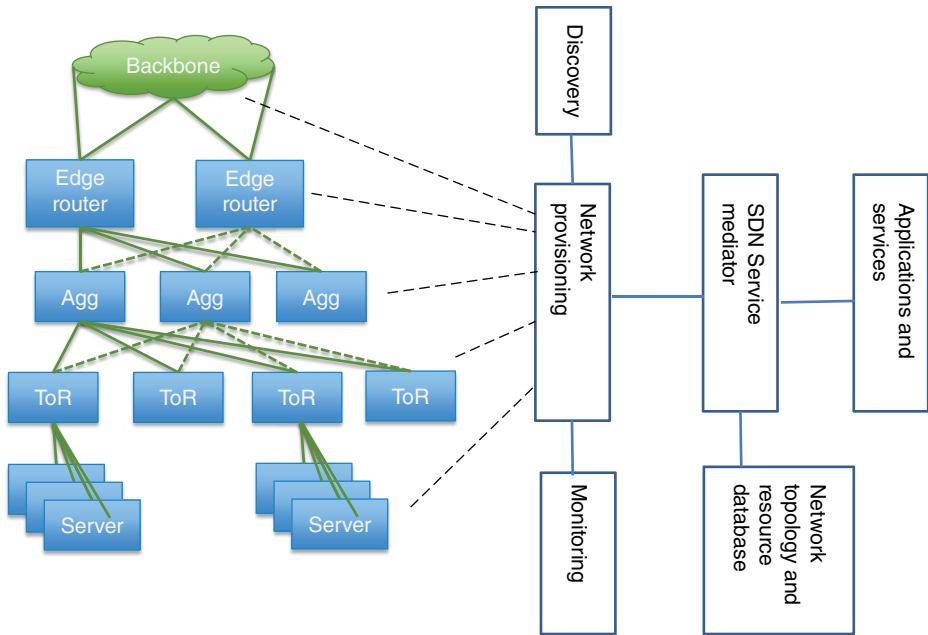 Backbone
Edge
router
Edge
router
Agg
Agg
Agg
ToR
ToR
ToR
ToR
Server
Server
Discovery
Network
provisioning
Monitoring
SDN Service
mediator
Network
topology and
resource
database
Applications and
services